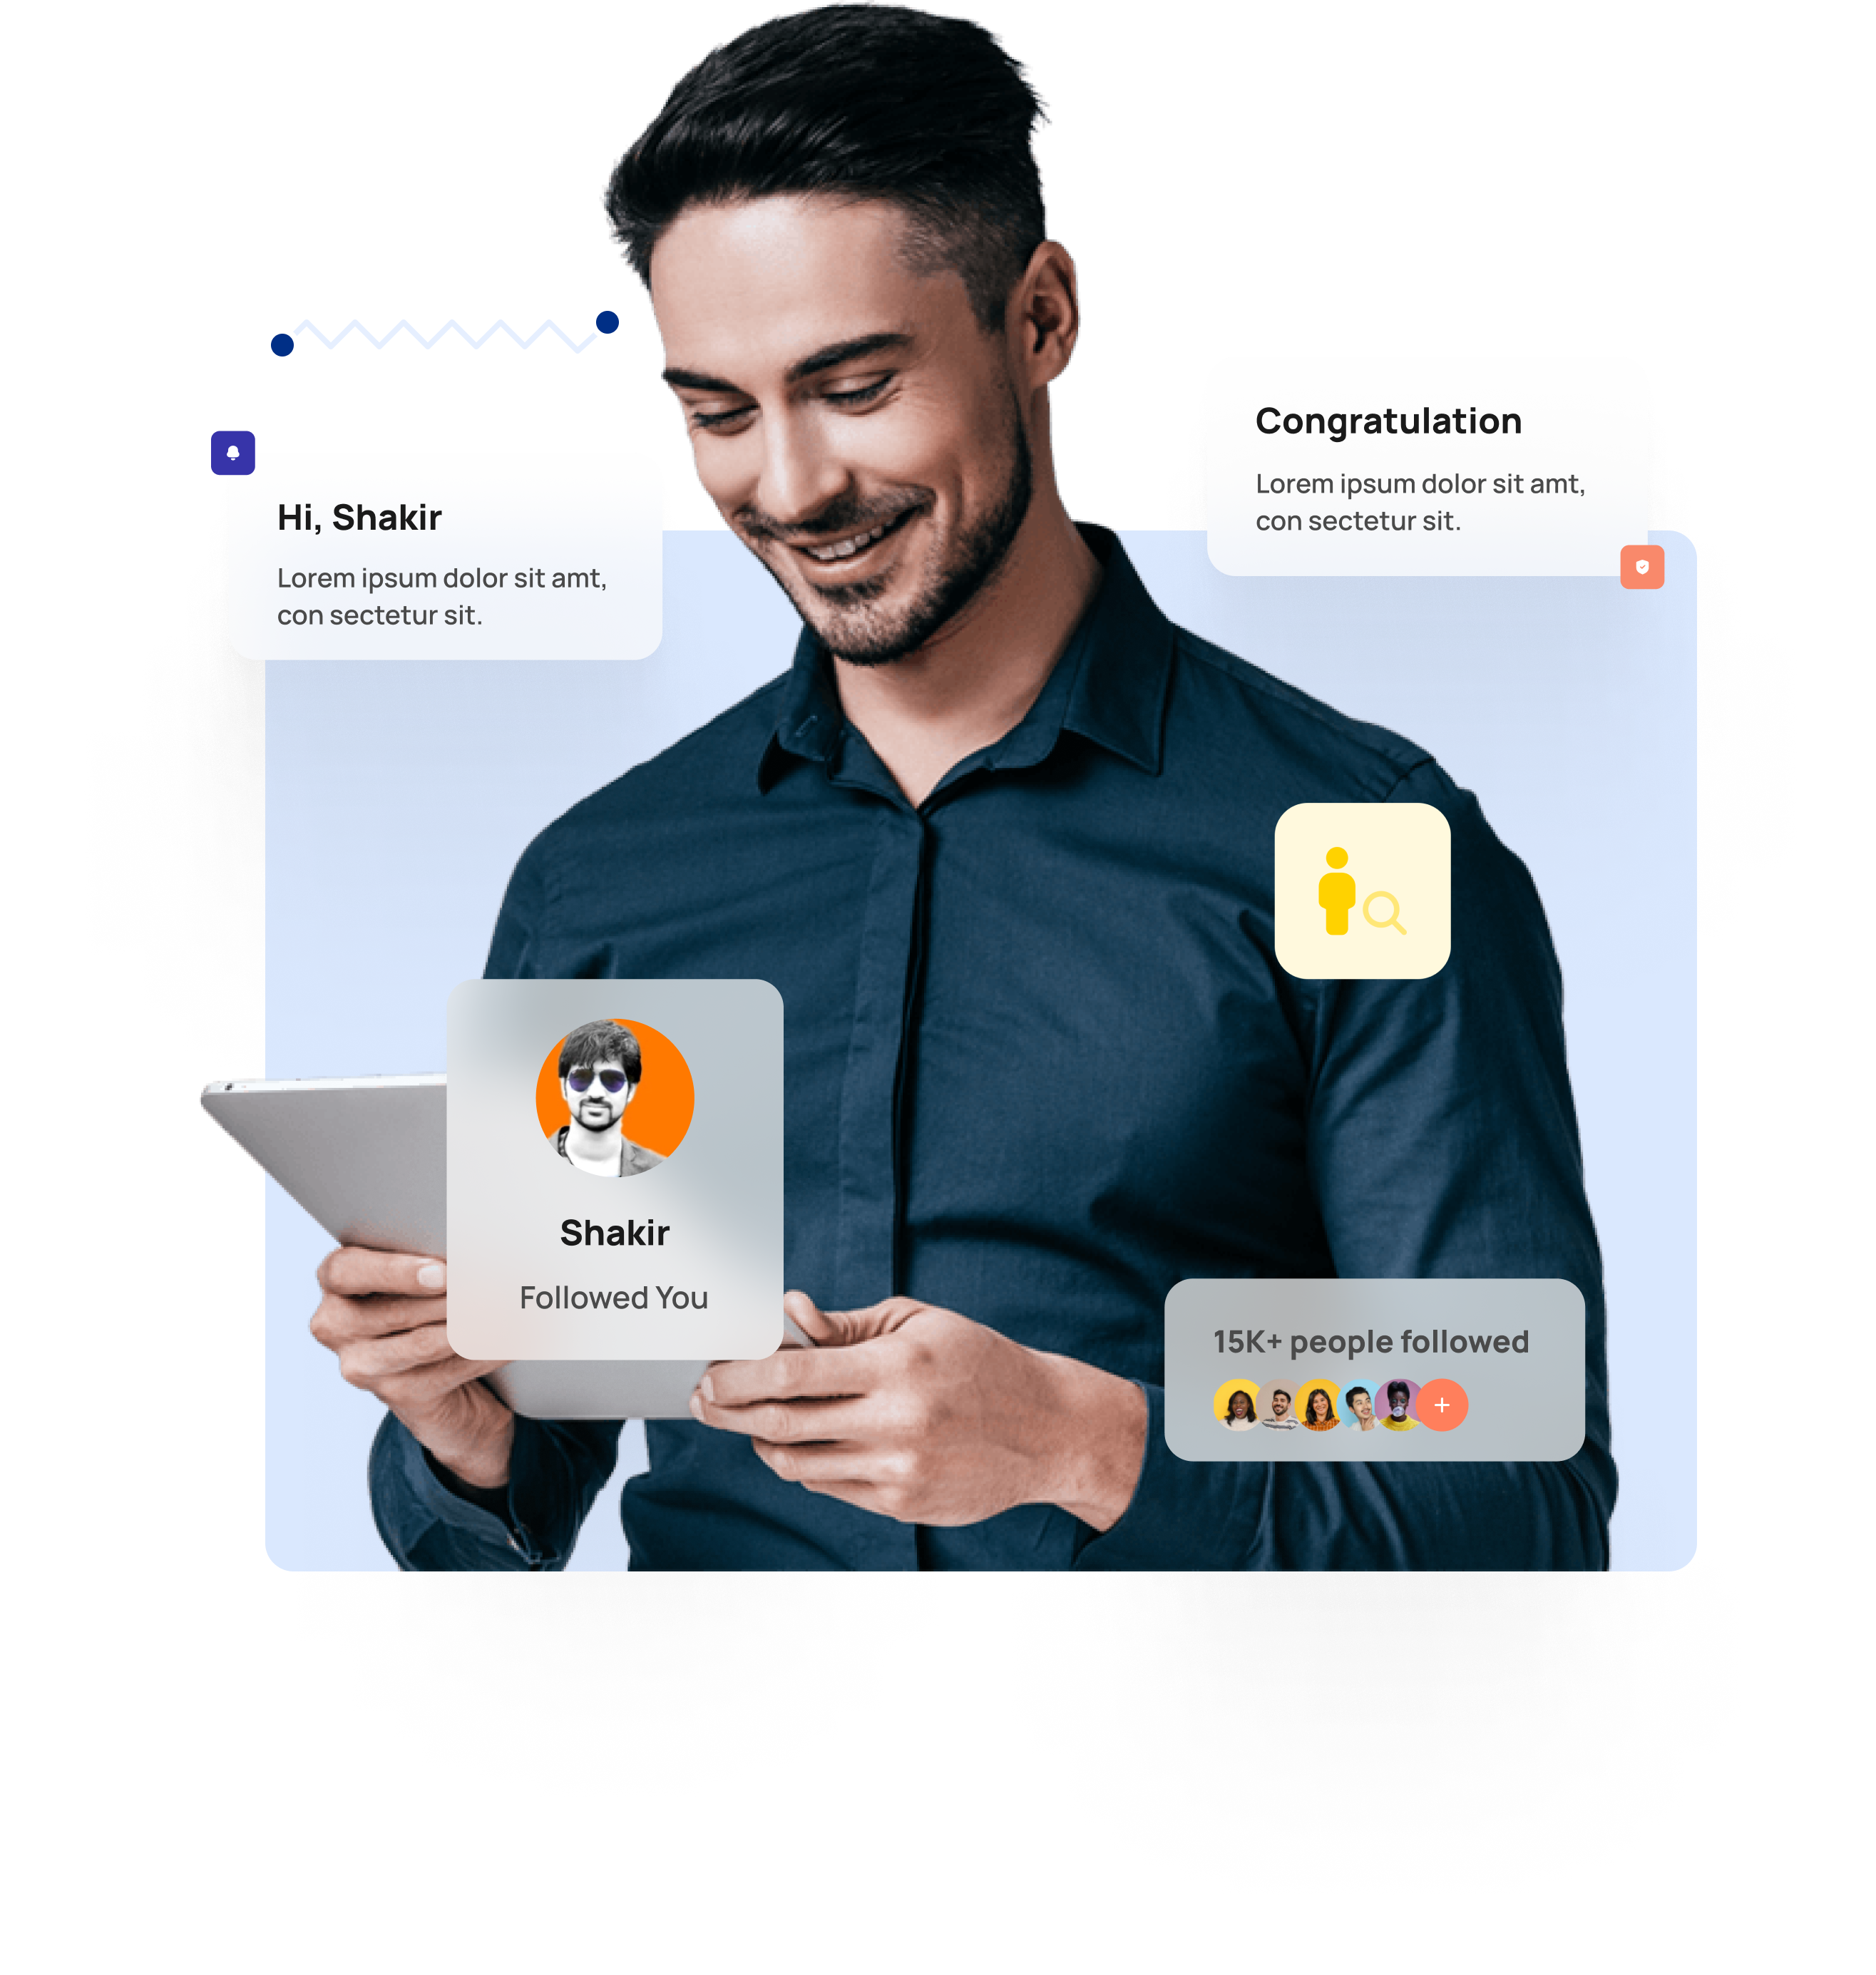 Congratulation
Lorem ipsum dolor sit amt,
con sectetur sit.
Hi, Shakir
Lorem ipsum dolor sit amt,
con sectetur sit.
Shakir
Followed You
15K+ people followed